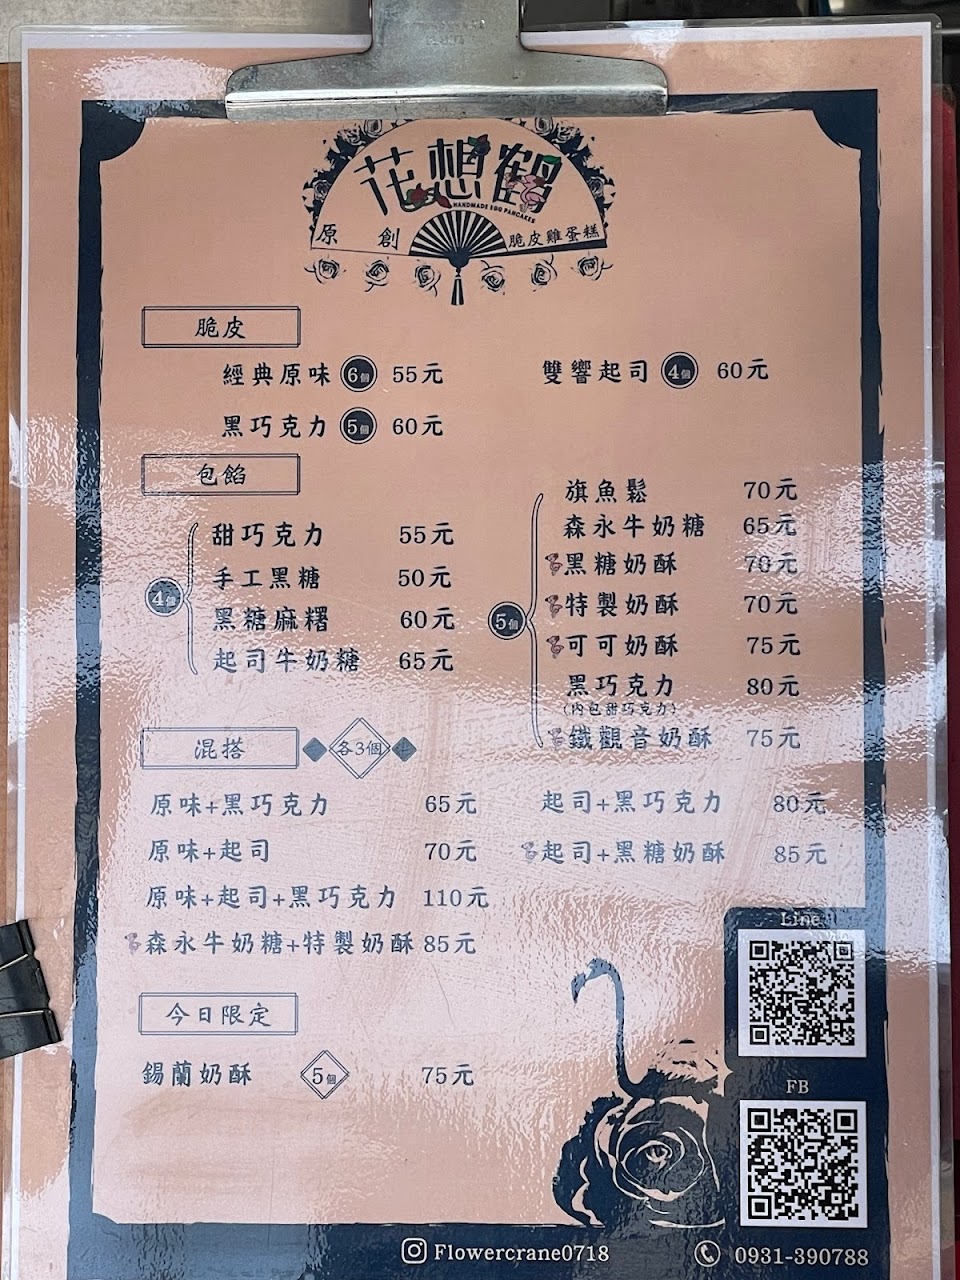 花想鶴
HANDMADE EGG PANCAKES
原 創 脆皮雞蛋糕
脆皮
經典原味 6個 55元
雙響起司 4個 60元
黑巧克力 5個 60元
包餡
4個
甜巧克力 55元
手工黑糖 50元
黑糖麻糬 60元
起司牛奶糖 65元
5個
旗魚鬆 70元
森永牛奶糖 65元
黑糖奶酥 70元
特製奶酥 70元
可可奶酥 75元
黑巧克力 80元
(內包甜巧克力)
鐵觀音奶酥 75元
混搭 各3個
原味+黑巧克力 65元
起司+黑巧克力 80元
原味+起司 70元
起司+黑糖奶酥 85元
原味+起司+黑巧克力 110元
森永牛奶糖+特製奶酥 85元
今日限定
錫蘭奶酥 5個 75元
Line
FB
Flowercrane0718
0931-390788